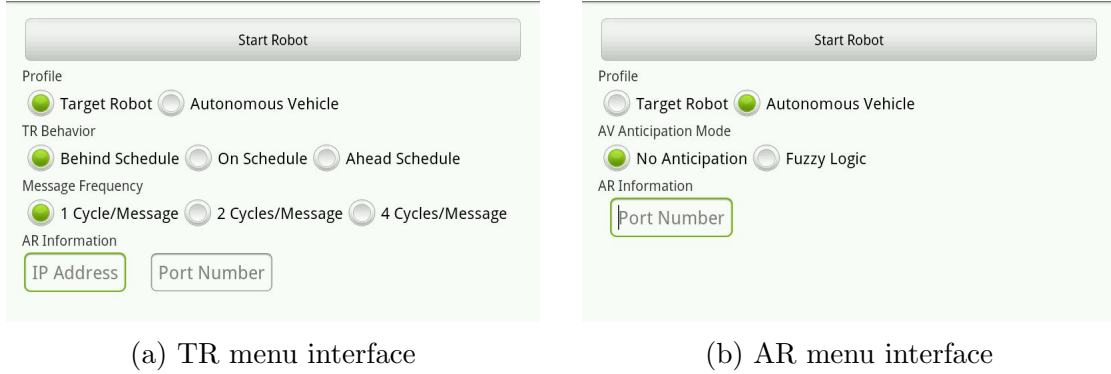 Start Robot
Profile
Target Robot Autonomous Vehicle
TR Behavior
Behind Schedule On Schedule Ahead Schedule
Message Frequency
1 Cycle/Message 2 Cycles/Message 4 Cycles/Message
AR Information
IP Address Port Number
(a) TR menu interface
Start Robot
Profile
Target Robot Autonomous Vehicle
AV Anticipation Mode
No Anticipation Fuzzy Logic
AR Information
Port Number
(b) AR menu interface